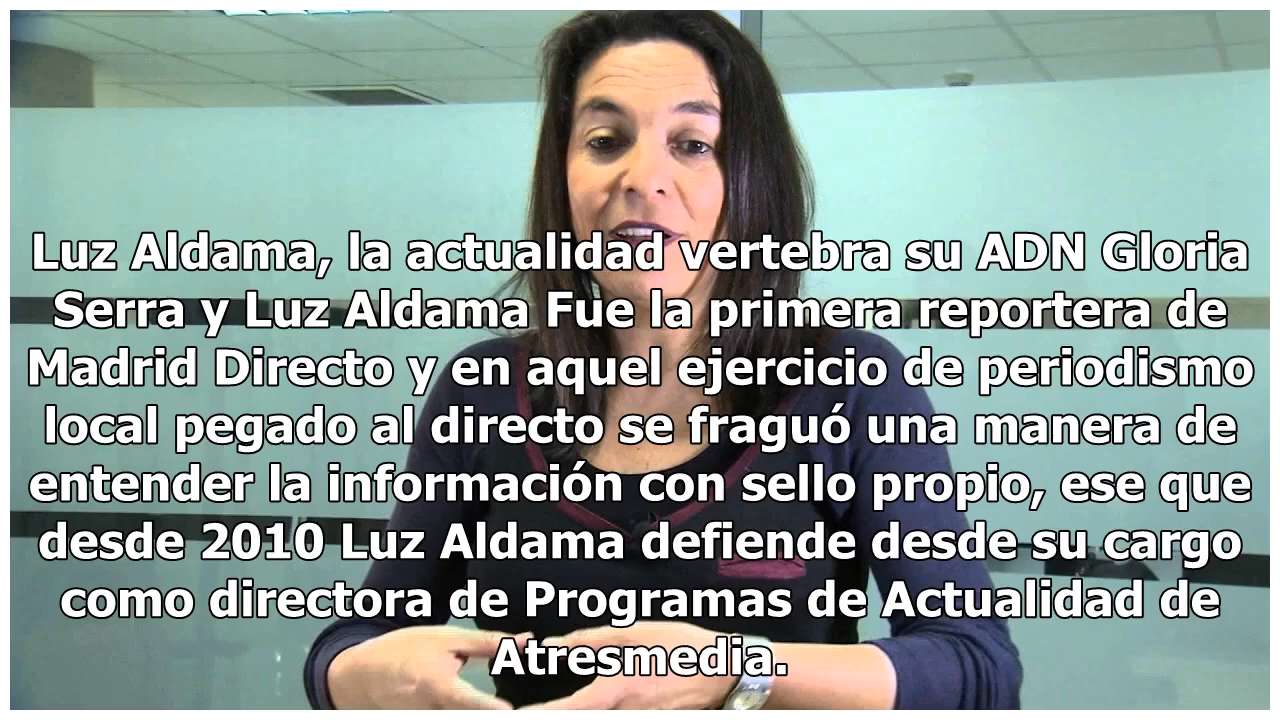 Luz Aldama, la actualidad vertebra su ADN Gloria
Serra y Luz Aldama Fue la primera reportera de
Madrid Directo y en aquel ejercicio de periodismo
local pegado al directo se fraguó una manera de
entender la información con sello propio, ese que
desde 2010 Luz Aldama defiende desde su cargo
como directora de Programas de Actualidad de
Atresmedia.